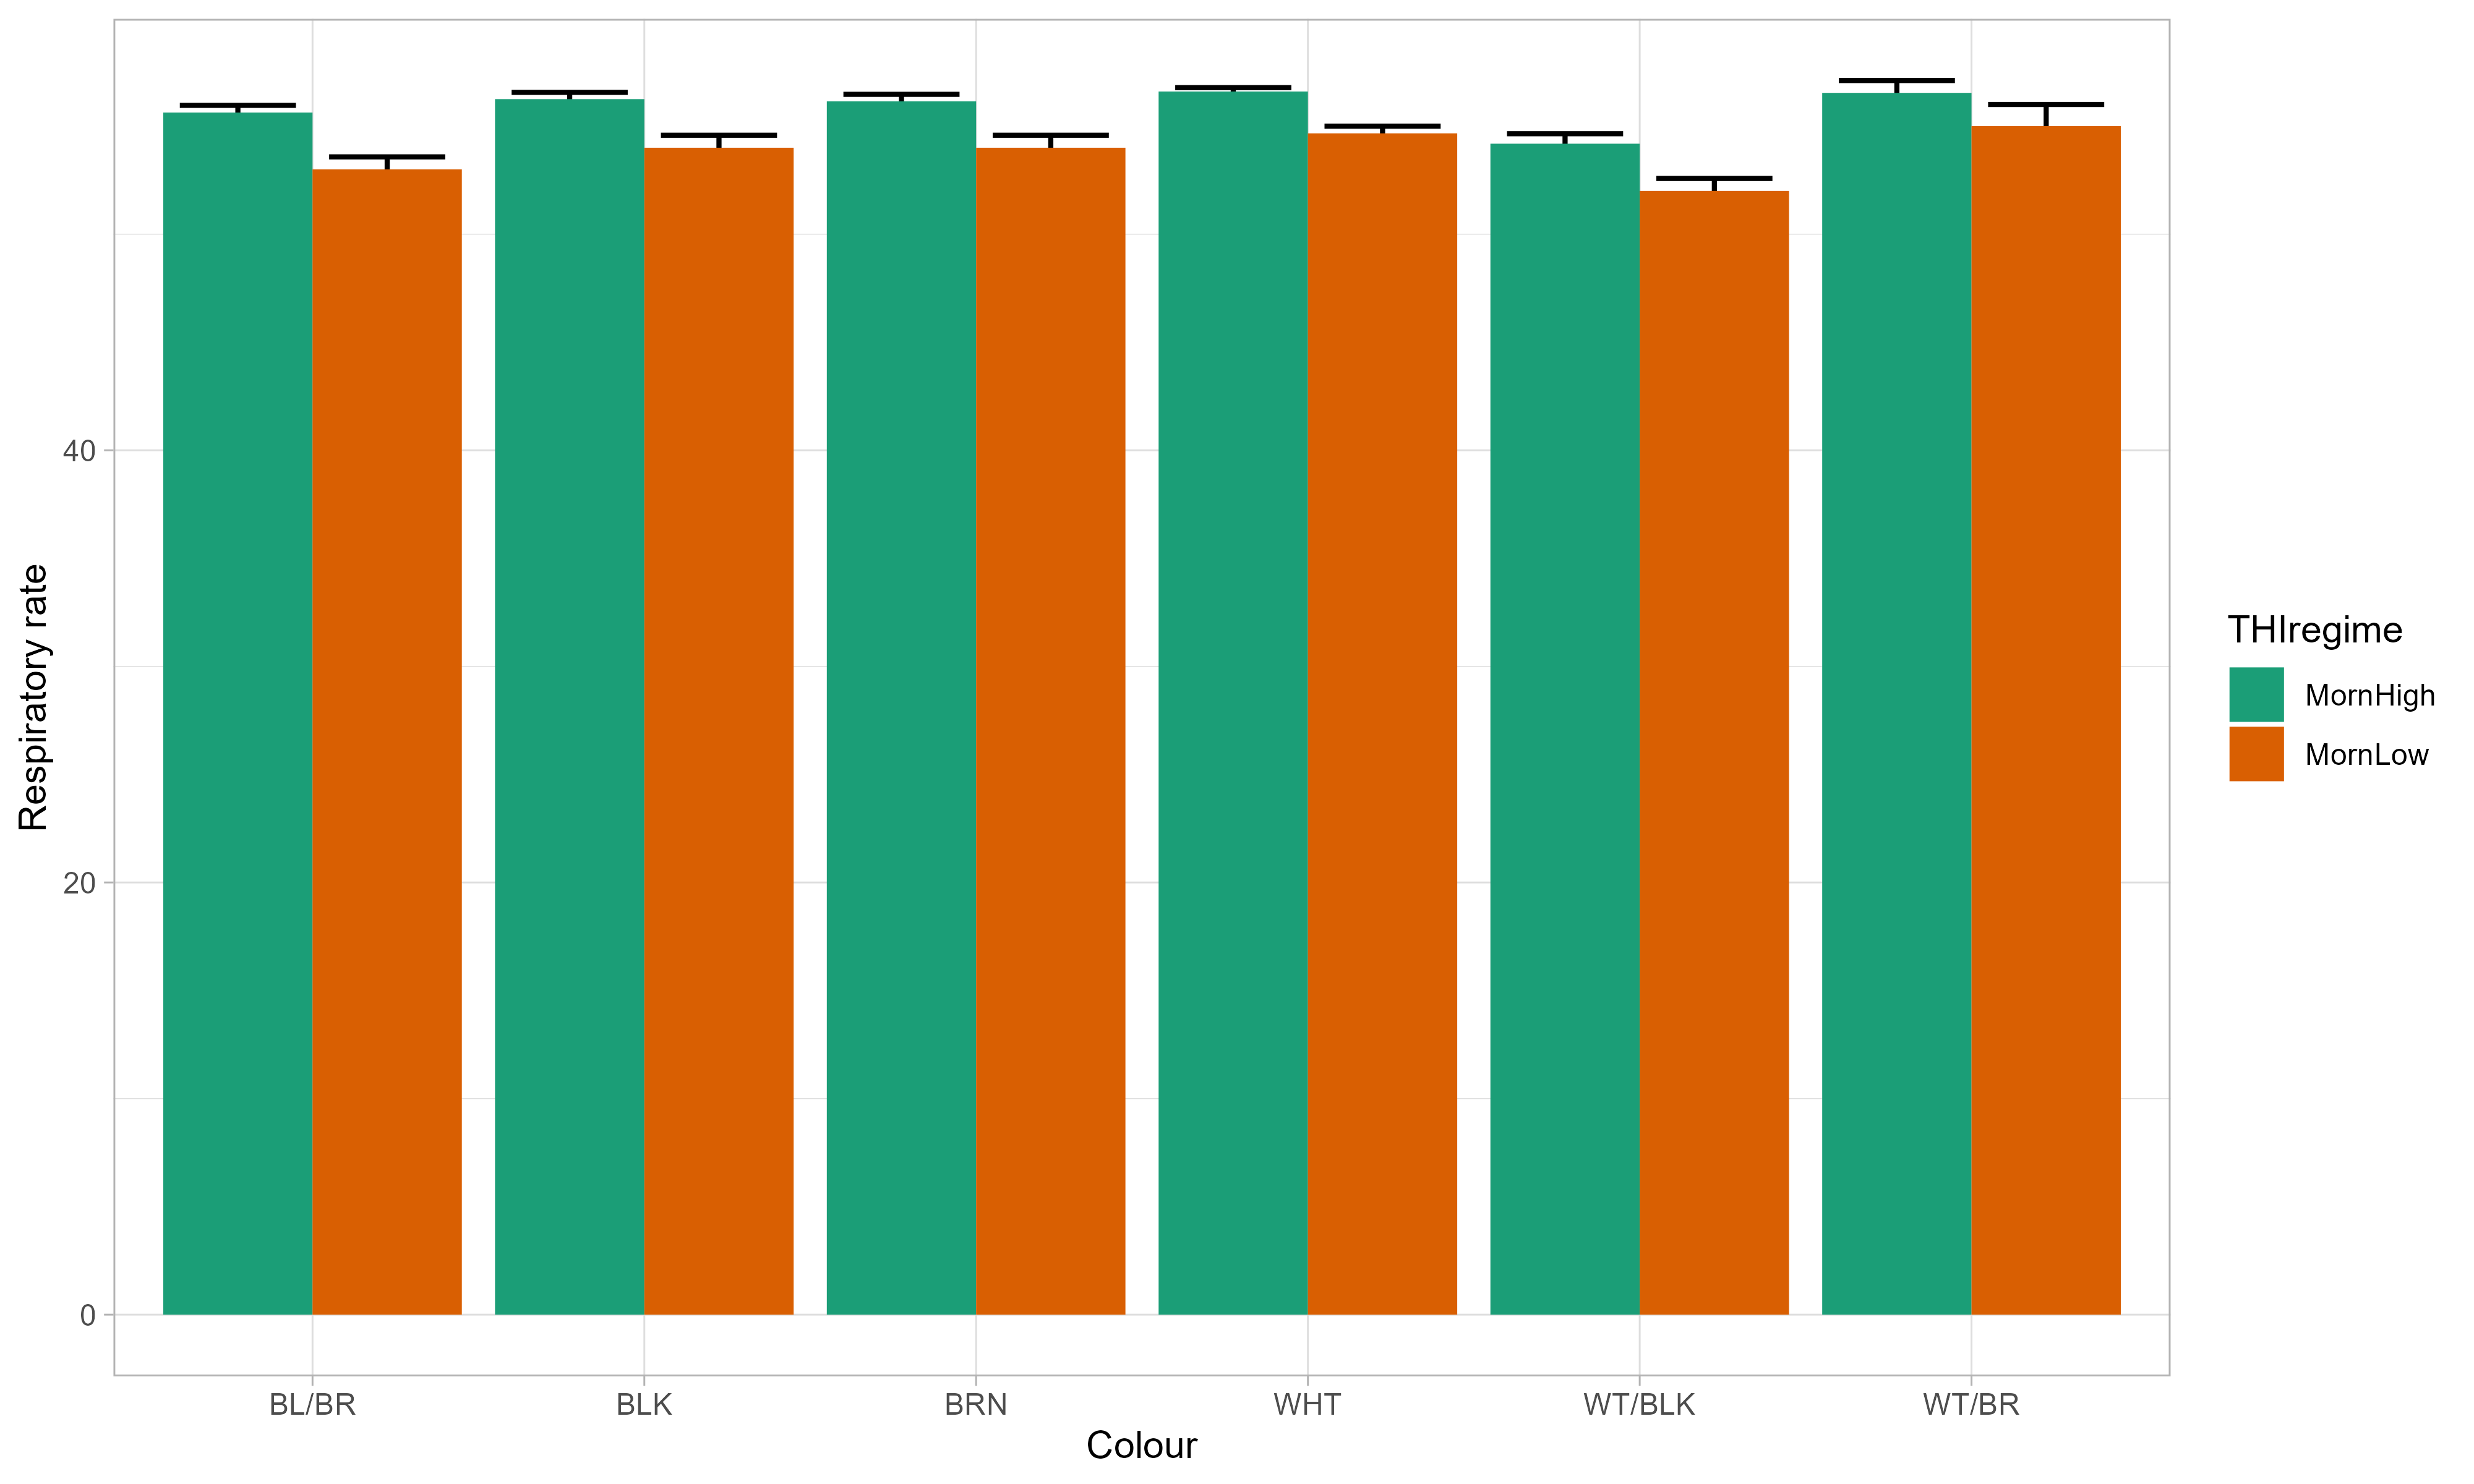 Respiratory rate
40
20
0
BL/BR
BLK
BRN
WHT
WT/BLK
WT/BR
Colour
THIregime
MornHigh
MornLow